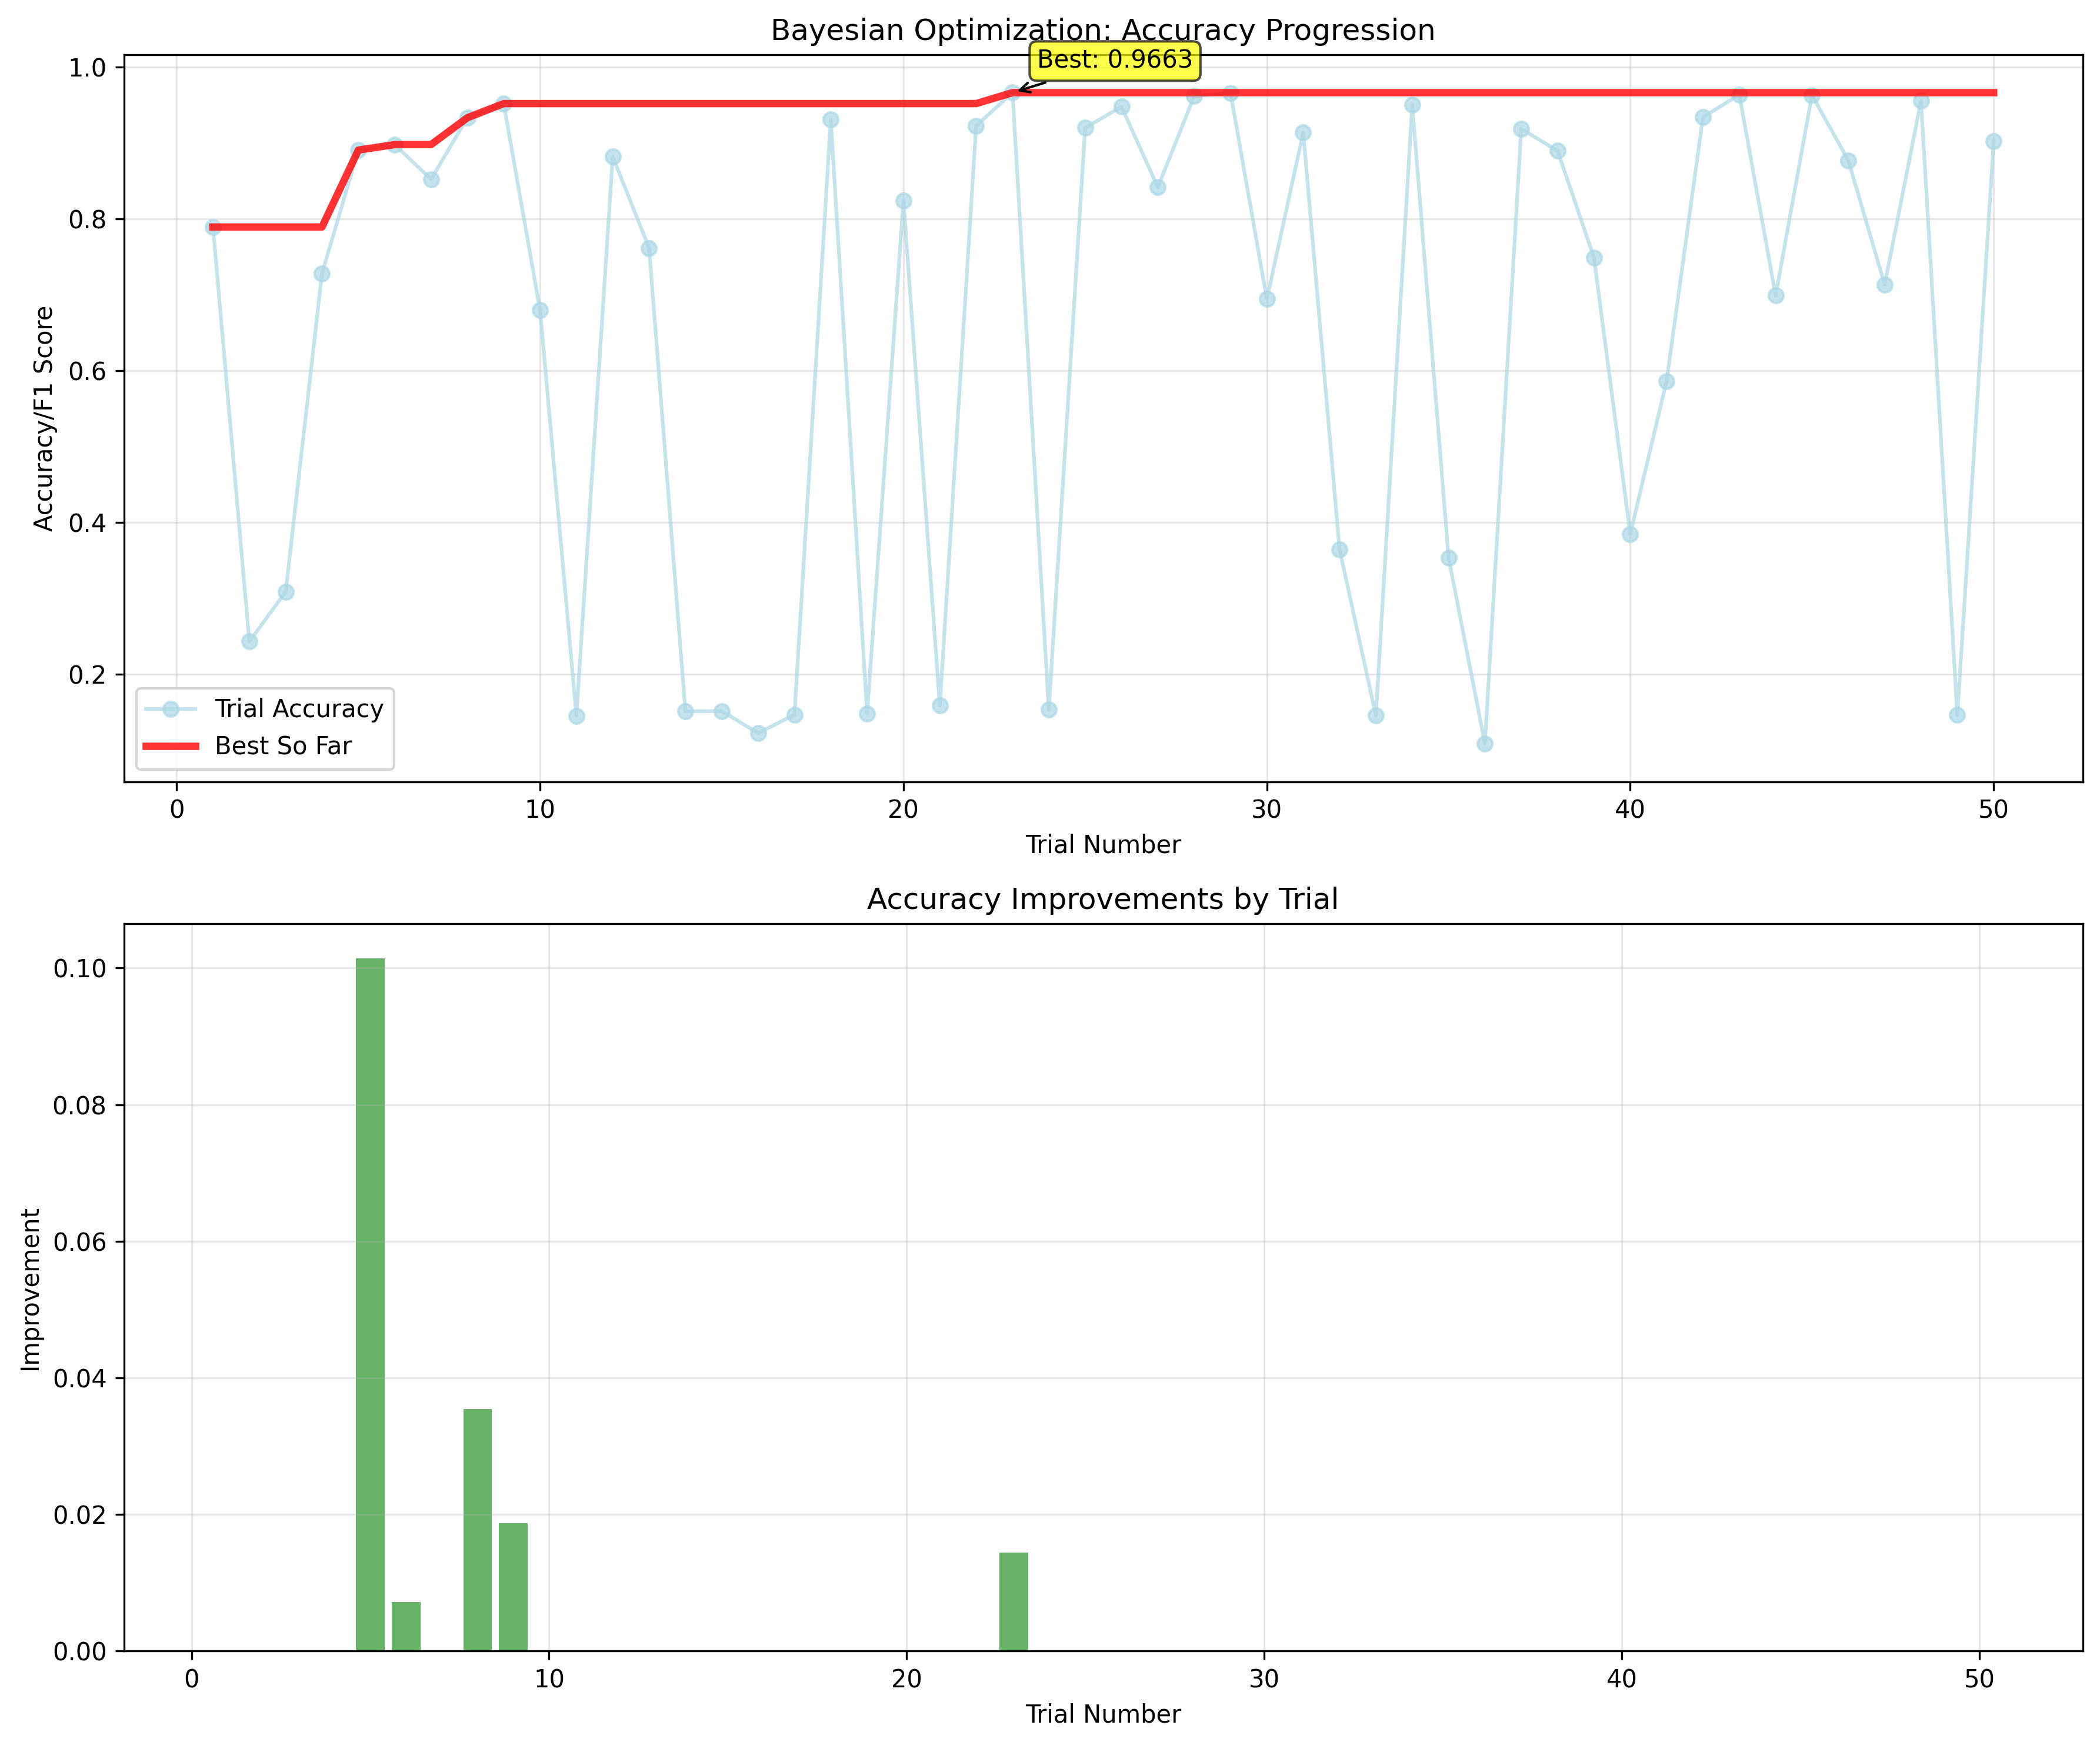 Bayesian Optimization: Accuracy Progression
Best: 0.9663
1.0
0.8
0.6
0.4
0.2
Accuracy/F1 Score
Trial Accuracy
Best So Far
0 10 20 30 40 50
Trial Number
Accuracy Improvements by Trial
0.10
0.08
0.06
0.04
0.02
0.00
Improvement
0 10 20 30 40 50
Trial Number